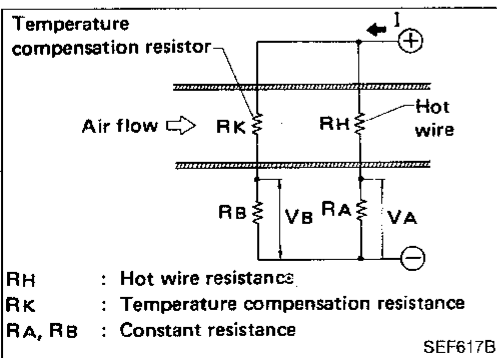 Temperature
compensation resistor
I
+
Air flow
RK
RH
Hot
wire
RB
VB
RA
VA
−
RH : Hot wire resistance
RK : Temperature compensation resistance
RA, RB : Constant resistance
SEF617B